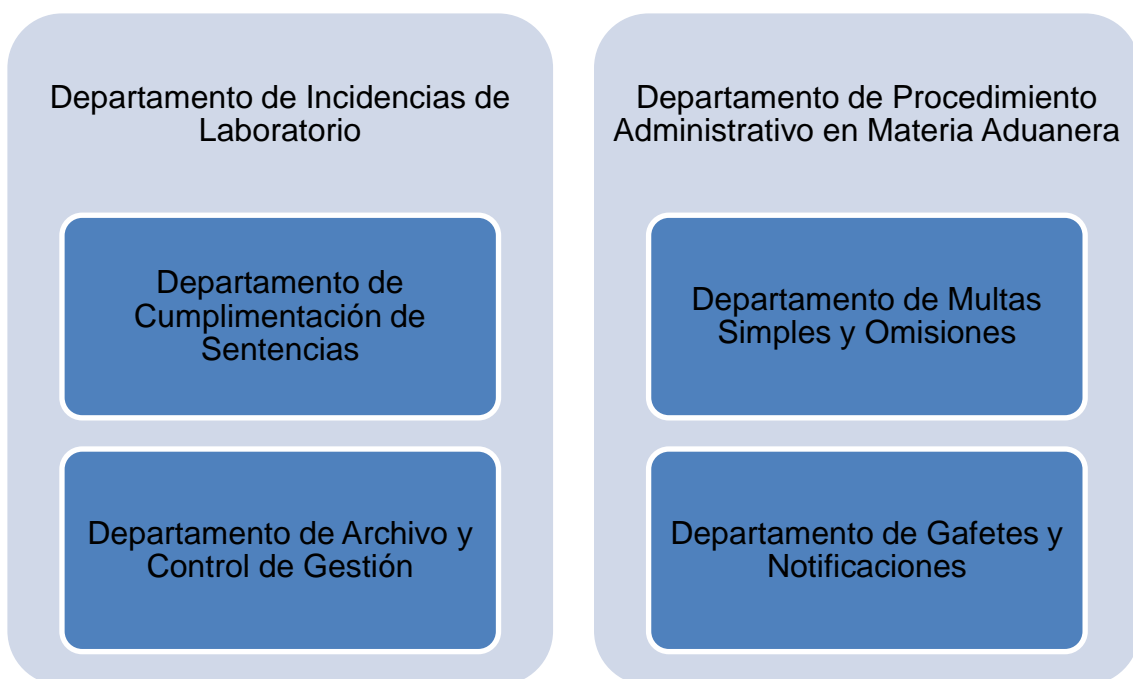 Departamento de Incidencias de
Laboratorio
Departamento de
Cumplimentación de
Sentencias
Departamento de Archivo y
Control de Gestión
Departamento de Procedimiento
Administrativo en Materia Aduanera
Departamento de Multas
Simples y Omisiones
Departamento de Gafetes y
Notificaciones